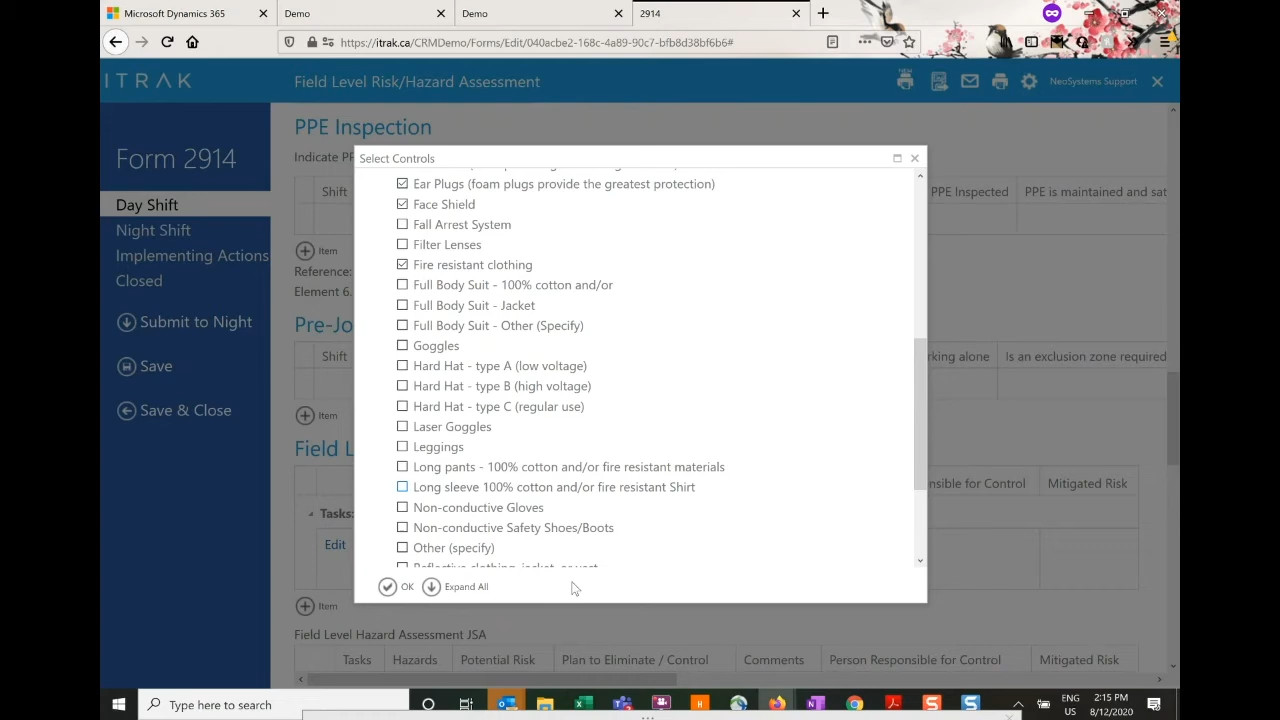 Microsoft Dynamics 365
Demo
Demo
2914
https://itrak.ca/CRMDemo/Forms/Edit/040acbe2-168c-4a89-90c7-bfb8d38bf6b6#
ITRAK
Field Level Risk/Hazard Assessment
NEW
NeoSystems Support
Form 2914
Day Shift
Night Shift
Implementing Actions
Closed
Submit to Night
Save
Save & Close
PPE Inspection
Indicate PF
Shift
PPE Inspected
PPE is maintained and sat
Item
Reference:
Element 6.
Pre-Jo
Shift
rking alone
Is an exclusion zone required
Item
Field L
nsible for Control
Mitigated Risk
Tasks:
Edit
Item
Field Level Hazard Assessment JSA
Tasks
Hazards
Potential Risk
Plan to Eliminate / Control
Comments
Person Responsible for Control
Mitigated Risk
Select Controls
Ear Plugs (foam plugs provide the greatest protection)
Face Shield
Fall Arrest System
Filter Lenses
Fire resistant clothing
Full Body Suit - 100% cotton and/or
Full Body Suit - Jacket
Full Body Suit - Other (Specify)
Goggles
Hard Hat - type A (low voltage)
Hard Hat - type B (high voltage)
Hard Hat - type C (regular use)
Laser Goggles
Leggings
Long pants - 100% cotton and/or fire resistant materials
Long sleeve 100% cotton and/or fire resistant Shirt
Non-conductive Gloves
Non-conductive Safety Shoes/Boots
Other (specify)
Reflective clothing, jacket, or vest
OK
Expand All
Type here to search
ENG
US
2:15 PM
8/12/2020